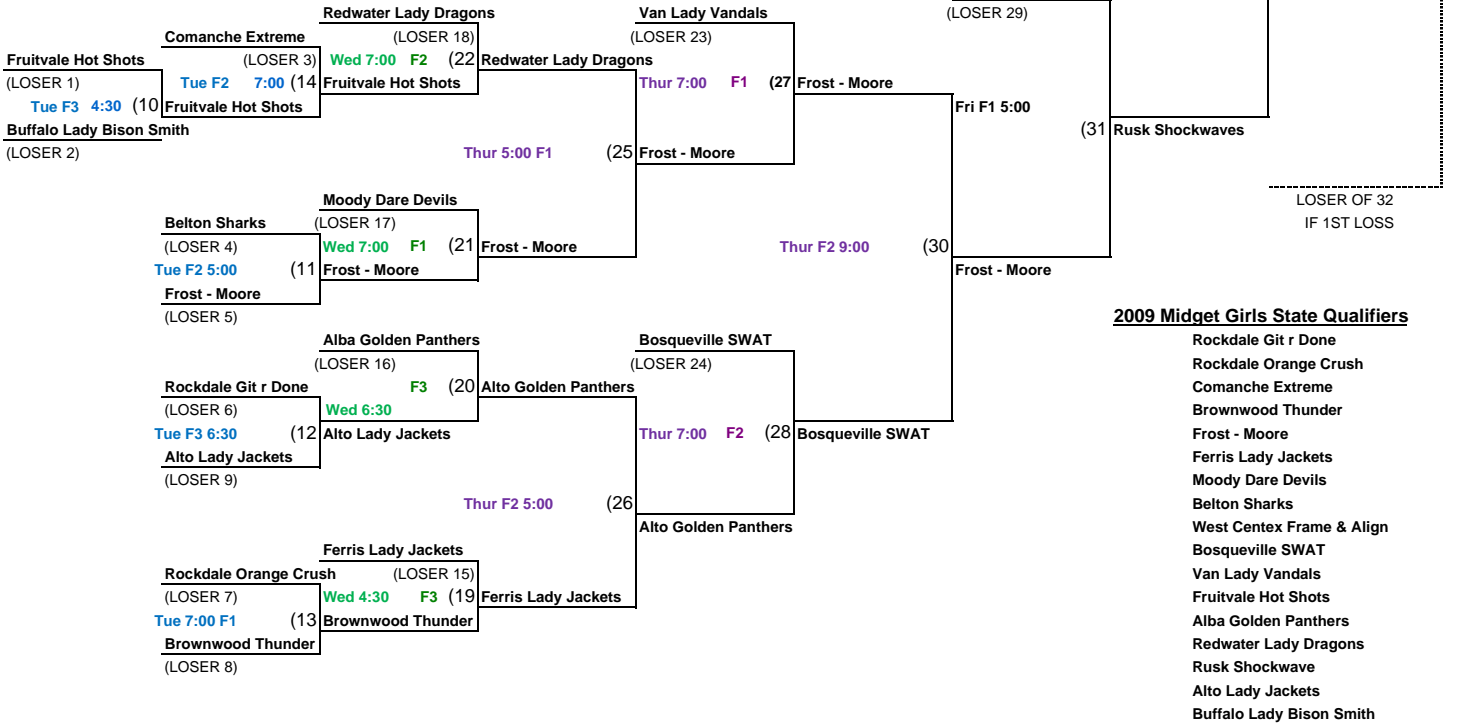 Redwater Lady Dragons Van Lady Vandals (LOSER 29)
Comanche Extreme (LOSER 18) (LOSER 23)
Fruitvale Hot Shots (LOSER 3) Wed 7:00 F2 (22 Redwater Lady Dragons
(LOSER 1) Tue F2 7:00 (14 Fruitvale Hot Shots Thur 7:00 F1 (27 Frost - Moore
Tue F3 4:30 (10 Fruitvale Hot Shots Fri F1 5:00
Buffalo Lady Bison Smith (31 Rusk Shockwaves
(LOSER 2) Thur 5:00 F1 (25 Frost - Moore
Moody Dare Devils LOSER OF 32
Belton Sharks (LOSER 17) IF 1ST LOSS
(LOSER 4) Wed 7:00 F1 (21 Frost - Moore Thur F2 9:00 (30
Tue F2 5:00 (11 Frost - Moore Frost - Moore
Frost - Moore
(LOSER 5) 2009 Midget Girls State Qualifiers
Alba Golden Panthers Bosqueville SWAT Rockdale Git r Done
(LOSER 16) (LOSER 24) Rockdale Orange Crush
Rockdale Git r Done F3 (20 Alto Golden Panthers Comanche Extreme
(LOSER 6) Wed 6:30 Brownwood Thunder
Tue F3 6:30 (12 Alto Lady Jackets Thur 7:00 F2 (28 Bosqueville SWAT Frost - Moore
Alto Lady Jackets Ferris Lady Jackets
(LOSER 9) Moody Dare Devils
Thur F2 5:00 (26 Belton Sharks
Alto Golden Panthers West Centex Frame & Align
Ferris Lady Jackets Bosqueville SWAT
Rockdale Orange Crush (LOSER 15) Van Lady Vandals
(LOSER 7) Wed 4:30 F3 (19 Ferris Lady Jackets Fruitvale Hot Shots
Tue 7:00 F1 (13 Brownwood Thunder Alba Golden Panthers
Brownwood Thunder Redwater Lady Dragons
(LOSER 8) Rusk Shockwave
Alto Lady Jackets
Buffalo Lady Bison Smith